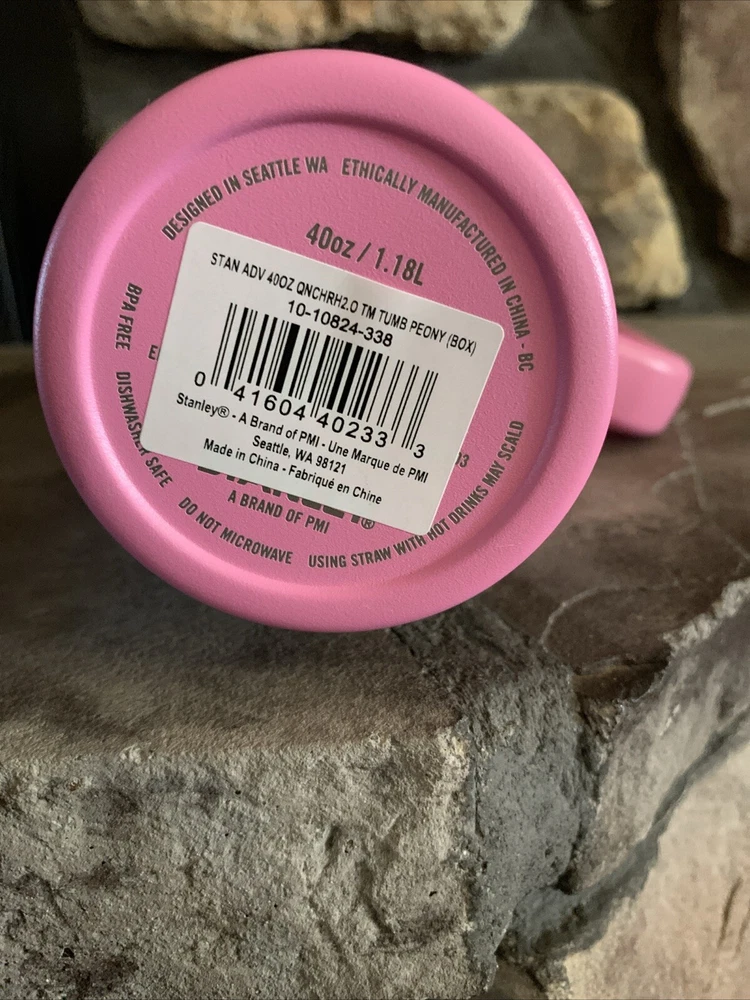 DESIGNED IN SEATTLE WA ETHICALLY MANUFACTURED IN CHINA - BC
40oz / 1.18L
STAN ADV 40OZ QNCHRH2.O TM TUMB PEONY (BOX)
10-10824-338
0 41604 40233 3
Stanley® - A Brand of PMI - Une Marque de PMI
Seattle, WA 98121
Made in China - Fabriqué en Chine
A BRAND OF PMI
BPA FREE DISHWASHER SAFE DO NOT MICROWAVE USING STRAW WITH HOT DRINKS MAY SCALD